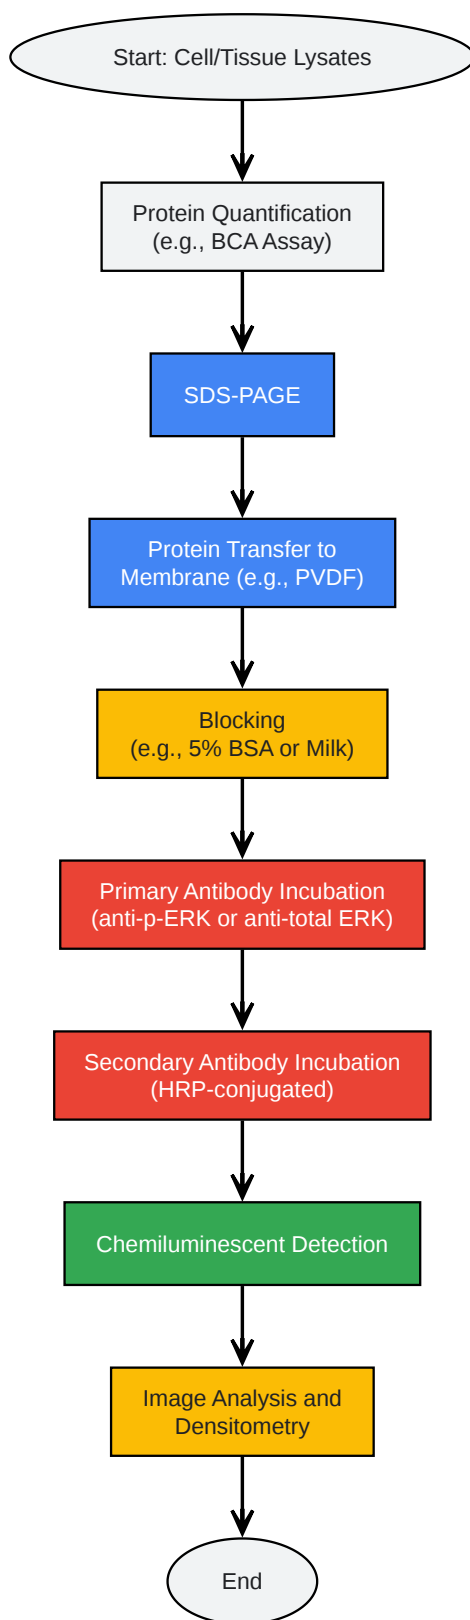 Start: Cell/Tissue Lysates
Protein Quantification
(e.g., BCA Assay)
SDS-PAGE
Protein Transfer to
Membrane (e.g., PVDF)
Blocking
(e.g., 5% BSA or Milk)
Primary Antibody Incubation
(anti-p-ERK or anti-total ERK)
Secondary Antibody Incubation
(HRP-conjugated)
Chemiluminescent Detection
Image Analysis and
Densitometry
End